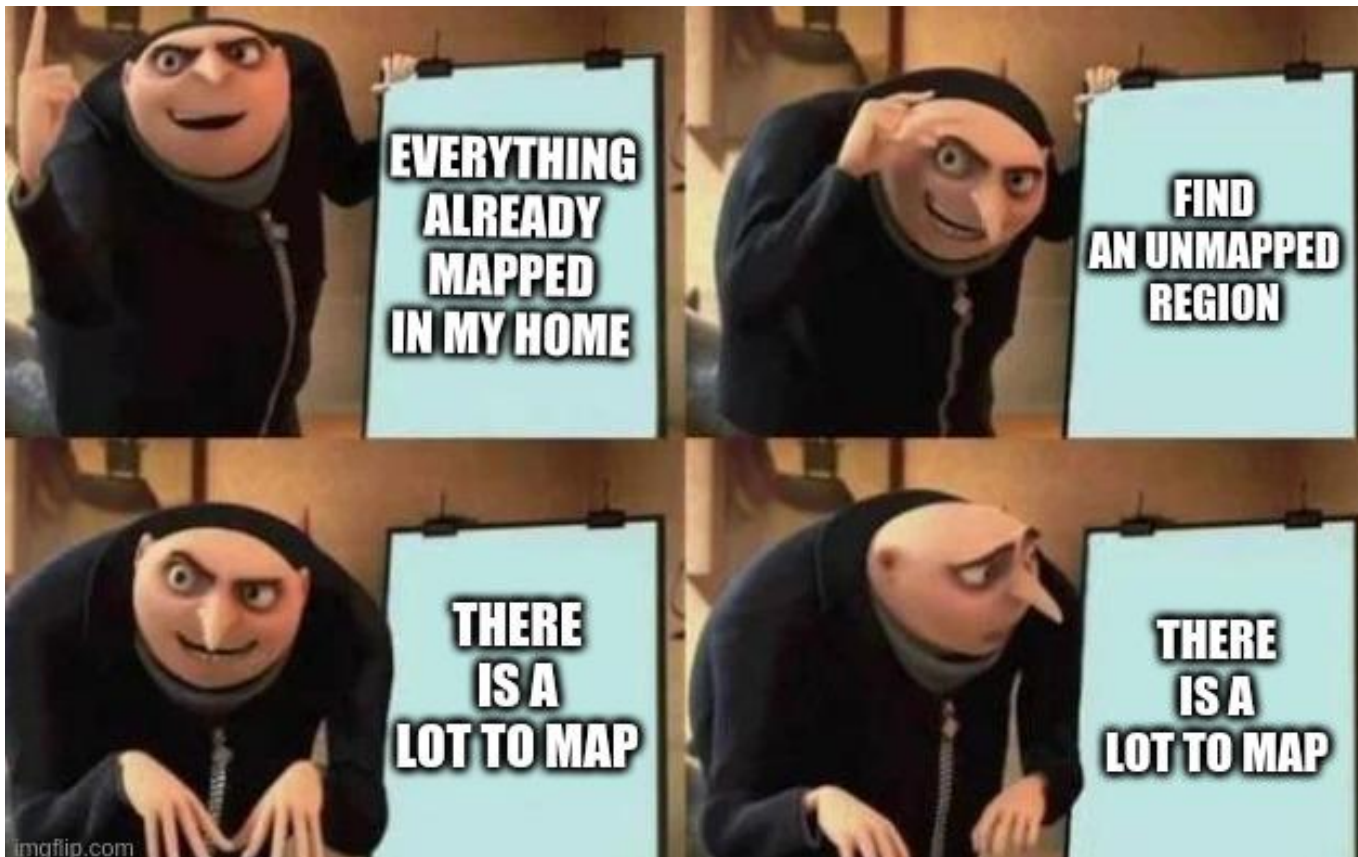 EVERYTHING
ALREADY
MAPPED
IN MY HOME
FIND
AN UNMAPPED
REGION
THERE
IS A
LOT TO MAP
THERE
IS A
LOT TO MAP
imgflip.com